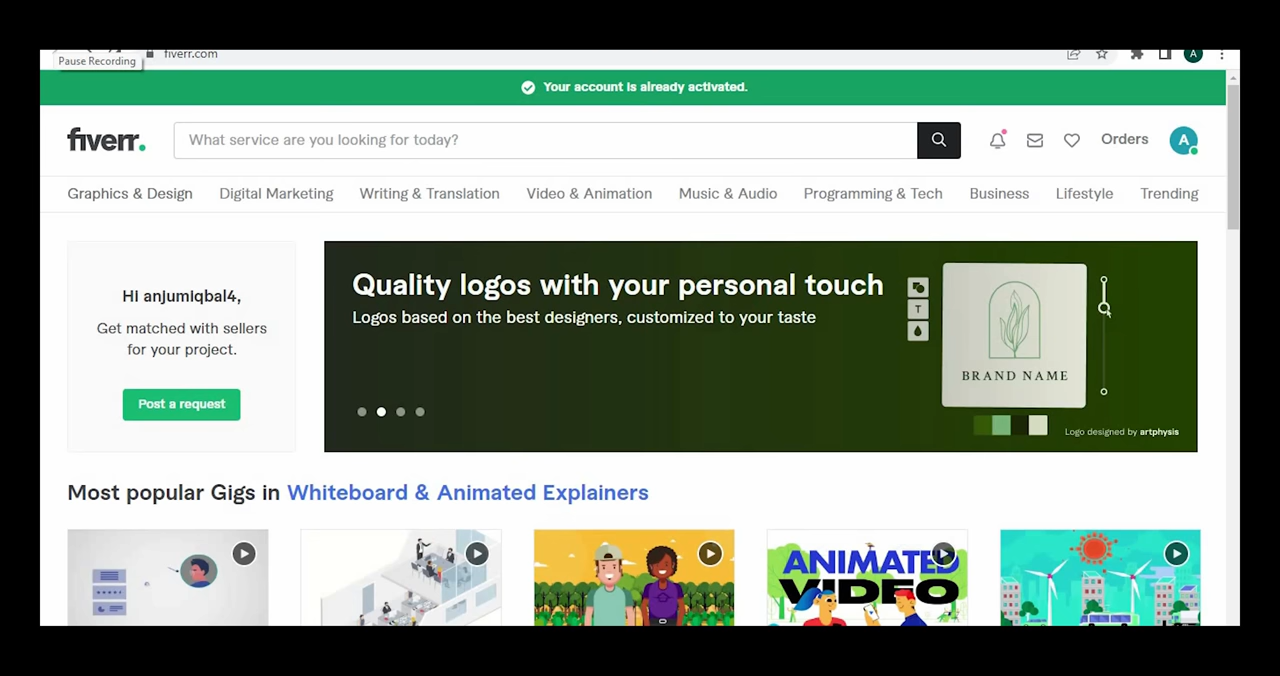 fiverr.com
Pause Recording
A
Your account is already activated.
fiverr.
What service are you looking for today?
Orders
A
Graphics & Design
Digital Marketing
Writing & Translation
Video & Animation
Music & Audio
Programming & Tech
Business
Lifestyle
Trending
Hi anjumiqbal4,
Get matched with sellers
for your project.
Post a request
Quality logos with your personal touch
Logos based on the best designers, customized to your taste
T
BRAND NAME
Logo designed by artphysis
Most popular Gigs in Whiteboard & Animated Explainers
ANIMATED
VIDEO